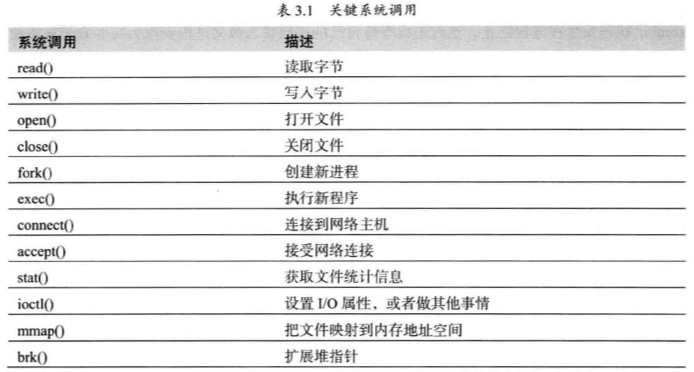 表 3.1 关键系统调用
系统调用 描述
read() 读取字节
write() 写入字节
open() 打开文件
close() 关闭文件
fork() 创建新进程
exec() 执行新程序
connect() 连接到网络主机
accept() 接受网络连接
stat() 获取文件统计信息
ioctl() 设置 I/O 属性，或者做其他事情
mmap() 把文件映射到内存地址空间
brk() 扩展堆指针